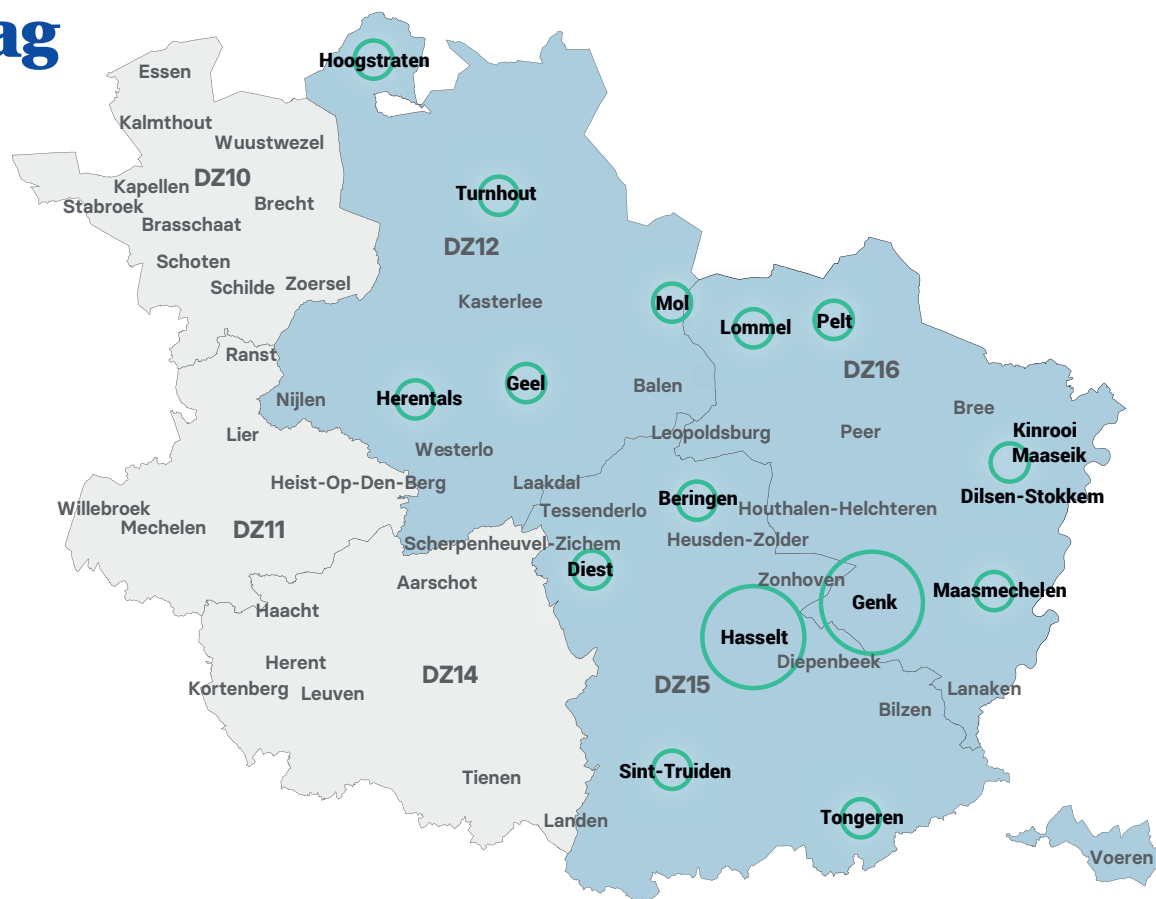 ag
Hoogstraten
Essen
Kalmthout
Wuustwezel
DZ10
Kapellen
Stabroek
Brecht
Brasschaat
Turnhout
DZ12
Schoten
Schilde
Zoersel
Kasterlee
Mol
Lommel
Pelt
Ranst
DZ16
Geel
Balen
Herentals
Nijlen
Bree
Lier
Leopoldsburg
Peer
Kinrooi
Westerlo
Maaseik
Heist-Op-Den-Berg
Laakdal
Beringen
Dilsen-Stokkem
Willebroek
Tessenderlo
Houthalen-Helchteren
Mechelen
DZ11
Heusden-Zolder
Scherpenheuvel-Zichem
Diest
Aarschot
Zonhoven
Maasmechelen
Genk
Haacht
Hasselt
Herent
Diepenbeek
DZ14
Kortenberg
Leuven
DZ15
Lanaken
Bilzen
Sint-Truiden
Tienen
Landen
Tongeren
Voeren